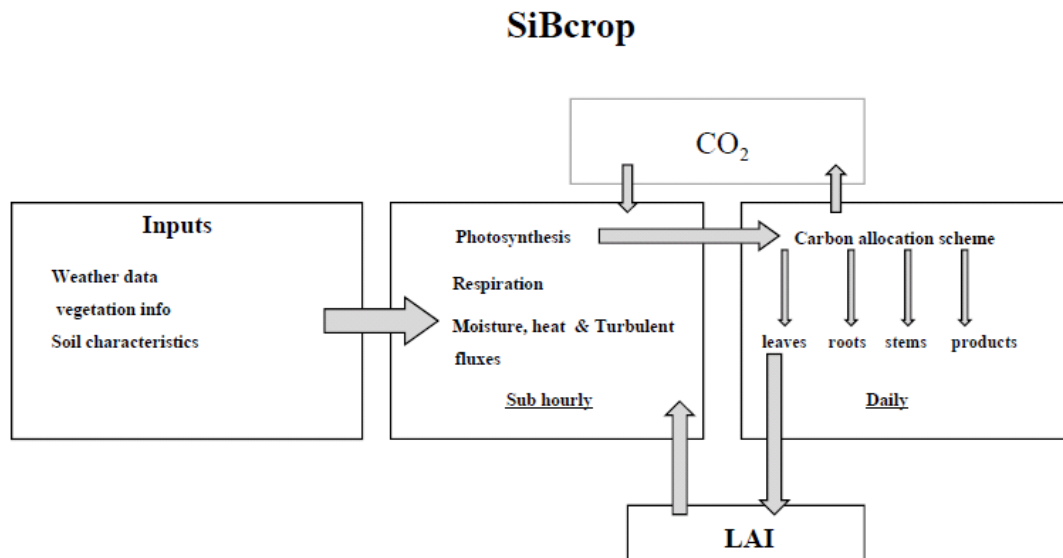 SiBcrop
CO₂
Inputs
Weather data
vegetation info
Soil characteristics
Photosynthesis
Respiration
Moisture, heat & Turbulent
fluxes
Sub hourly
Carbon allocation scheme
leaves roots stems products
Daily
LAI